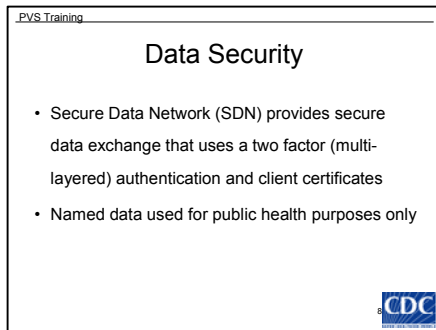 PVS Training
Data Security
• Secure Data Network (SDN) provides secure
data exchange that uses a two factor (multi-
layered) authentication and client certificates
• Named data used for public health purposes only
8
CDC